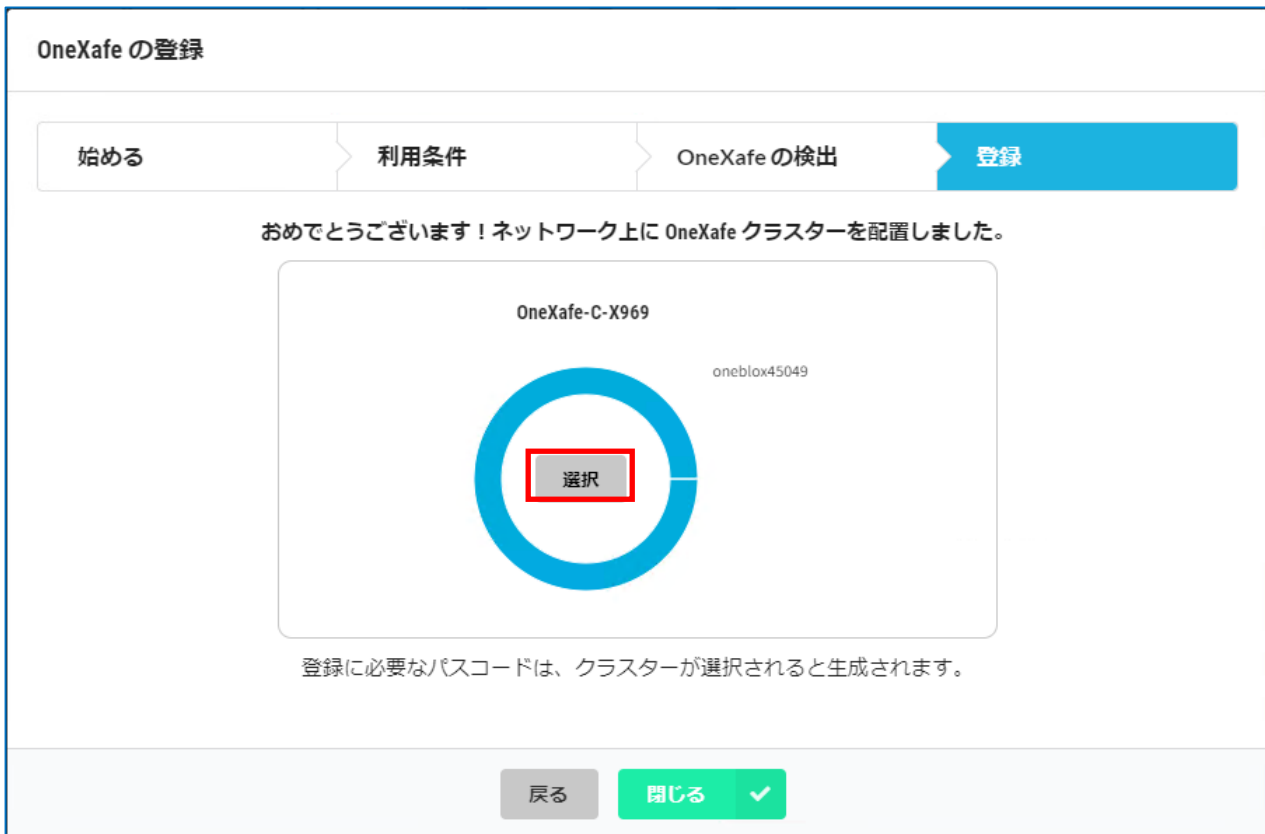 OneXafe の登録
始める
利用条件
OneXafe の検出
登録
おめでとうございます！ネットワーク上に OneXafe クラスターを配置しました。
OneXafe-C-X969
oneblox45049
選択
登録に必要なパスコードは、クラスターが選択されると生成されます。
戻る
閉じる